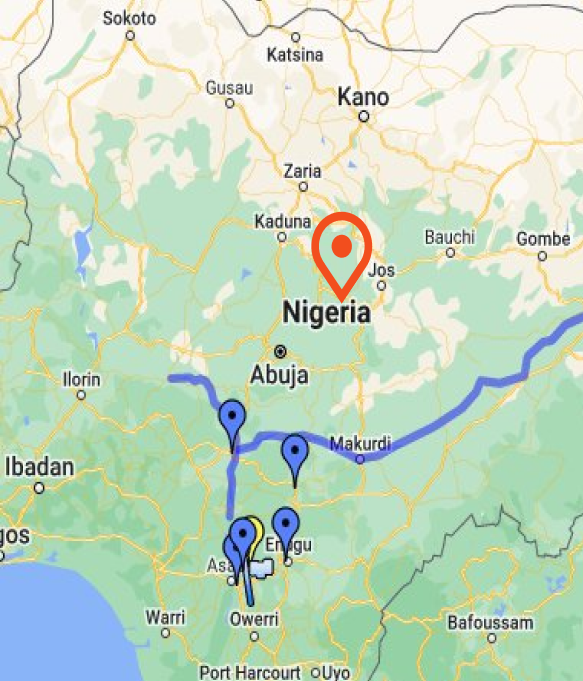 Sokoto
Katsina
Gusau
Kano
Zaria
Kaduna
Bauchi
Gombe
Jos
Nigeria
Abuja
Ilorin
Makurdi
Ibadan
gos
Enugu
Asa
Warri
Owerri
Bafoussam
Port Harcourt
Uyo